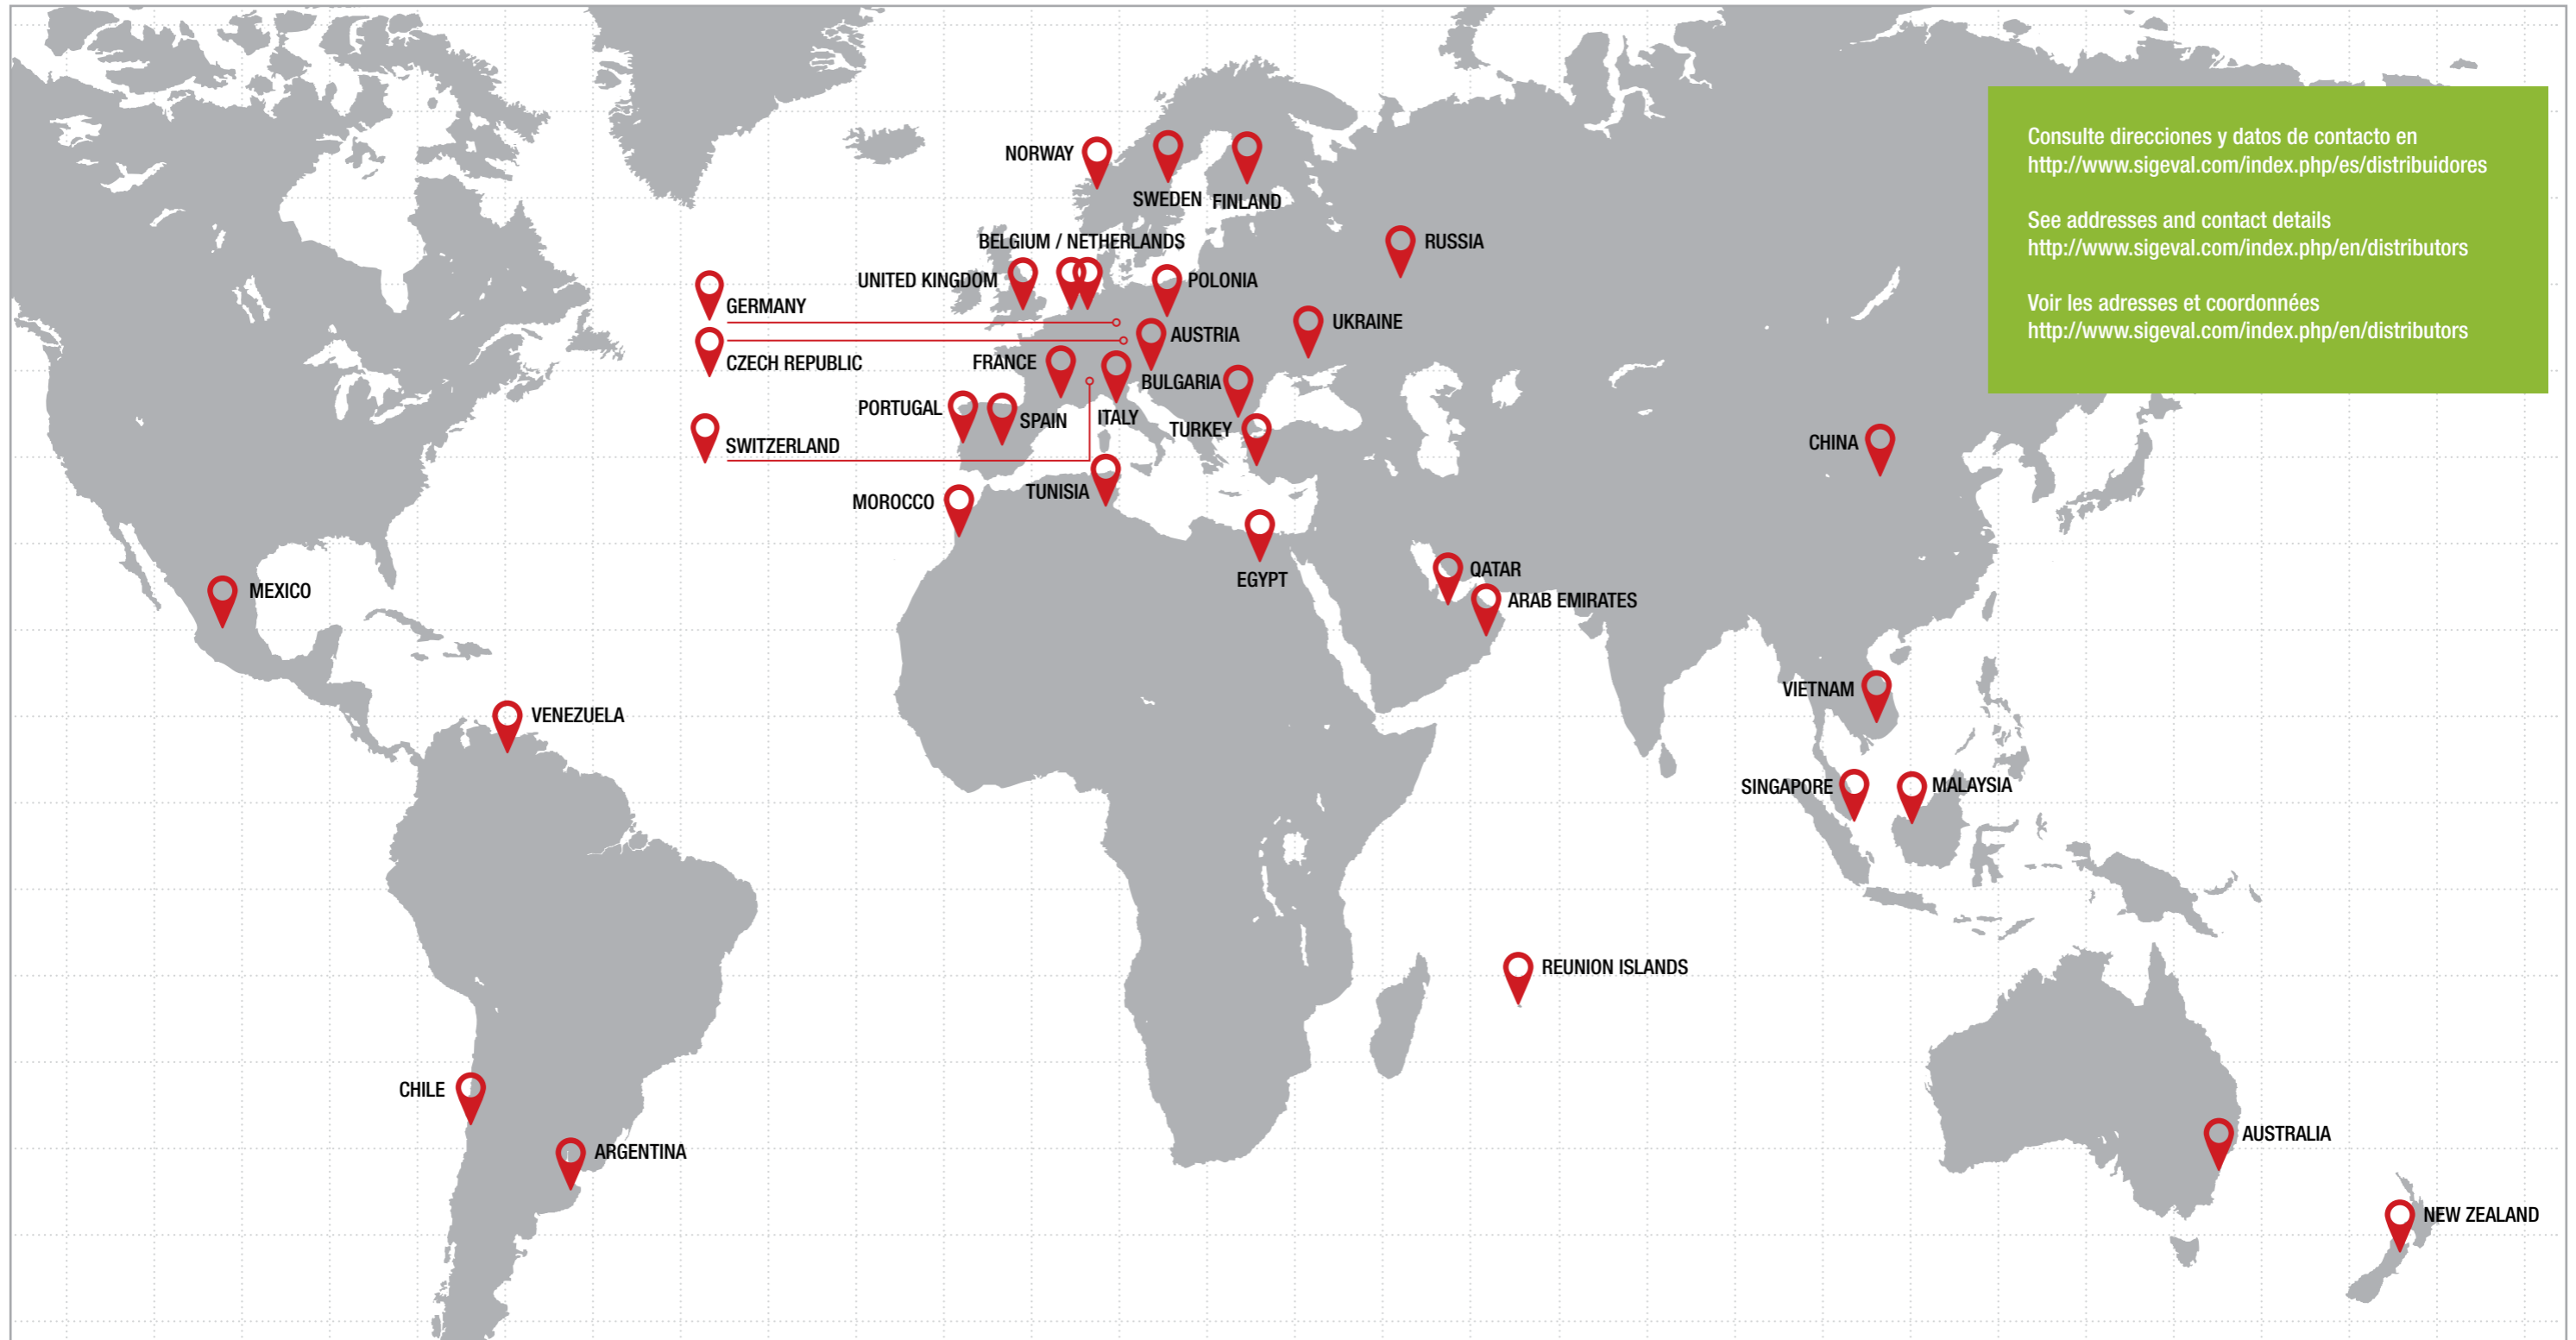 NORWAY
SWEDEN
FINLAND
BELGIUM / NETHERLANDS
RUSSIA
UNITED KINGDOM
POLONIA
GERMANY
UKRAINE
AUSTRIA
CZECH REPUBLIC
FRANCE
BULGARIA
PORTUGAL
SPAIN
ITALY
TURKEY
SWITZERLAND
CHINA
TUNISIA
MOROCCO
QATAR
EGYPT
MEXICO
ARAB EMIRATES
VIETNAM
VENEZUELA
SINGAPORE
MALAYSIA
REUNION ISLANDS
CHILE
ARGENTINA
AUSTRALIA
NEW ZEALAND
Consulte direcciones y datos de contacto en
http://www.sigeval.com/index.php/es/distribuidores
See addresses and contact details
http://www.sigeval.com/index.php/en/distributors
Voir les adresses et coordonnées
http://www.sigeval.com/index.php/en/distributors